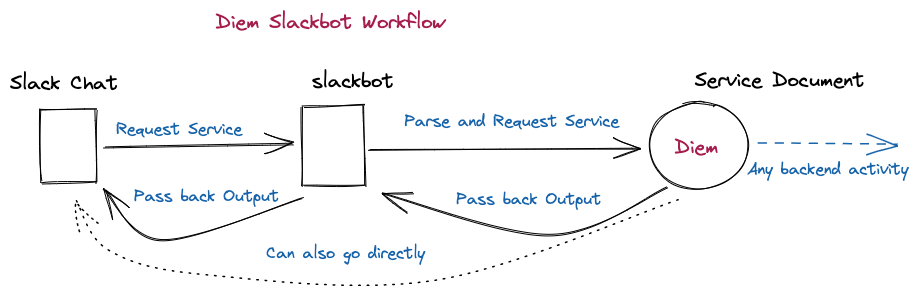 Diem Slackbot Workflow
Slack Chat
slackbot
Service Document
Request Service
Parse and Request Service
Diem
Any backend activity
Pass back Output
Pass back Output
Can also go directly